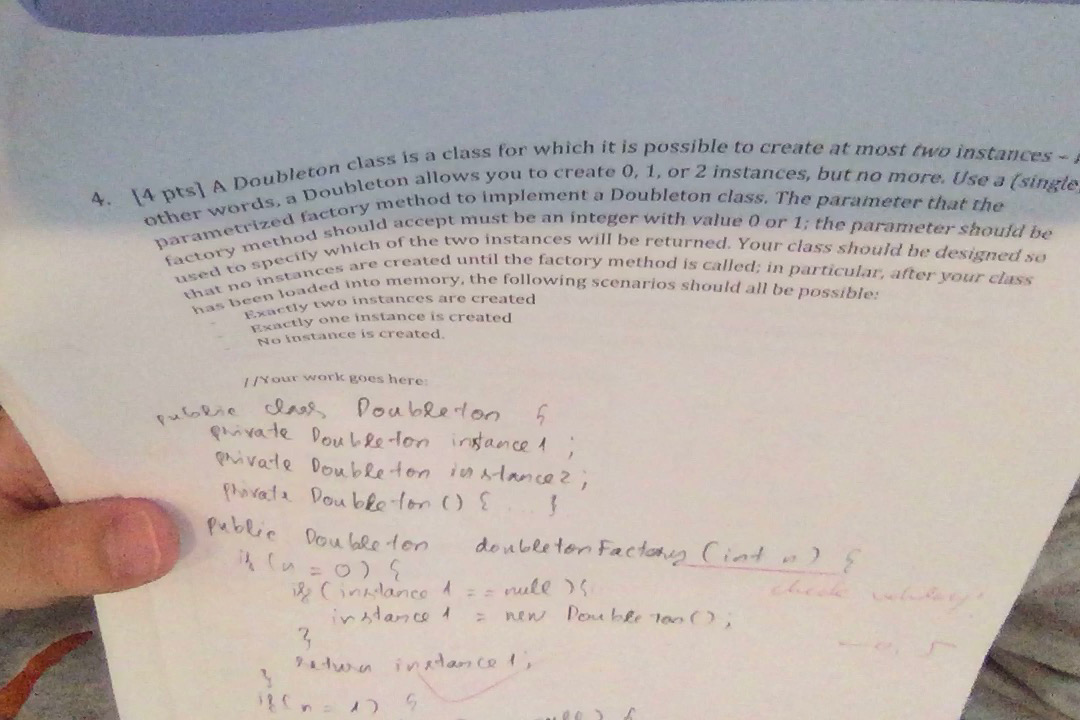 4. [4 pts] A Doubleton class is a class for which it is possible to create at most two instances –
other words, a Doubleton allows you to create 0, 1, or 2 instances, but no more. Use a (single,
parametrized factory method to implement a Doubleton class. The parameter that the
factory method should accept must be an integer with value 0 or 1; the parameter should be
used to specify which of the two instances will be returned. Your class should be designed so
that no instances are created until the factory method is called; in particular, after your class
has been loaded into memory, the following scenarios should all be possible:
Exactly two instances are created
Exactly one instance is created
No instance is created.
//Your work goes here:
public class Doubleton {
private Doubleton instance1 ;
private Doubleton instance2 ;
private Doubleton () { ... }
public Doubleton doubletonFactory (int n) {
if (n = 0) {
if (instance 1 == null ) {
check validity!
instance 1 = new Doubleton() ;
}
- 0.5
return instance 1 ;
}
if (n = 1) {
null ) {